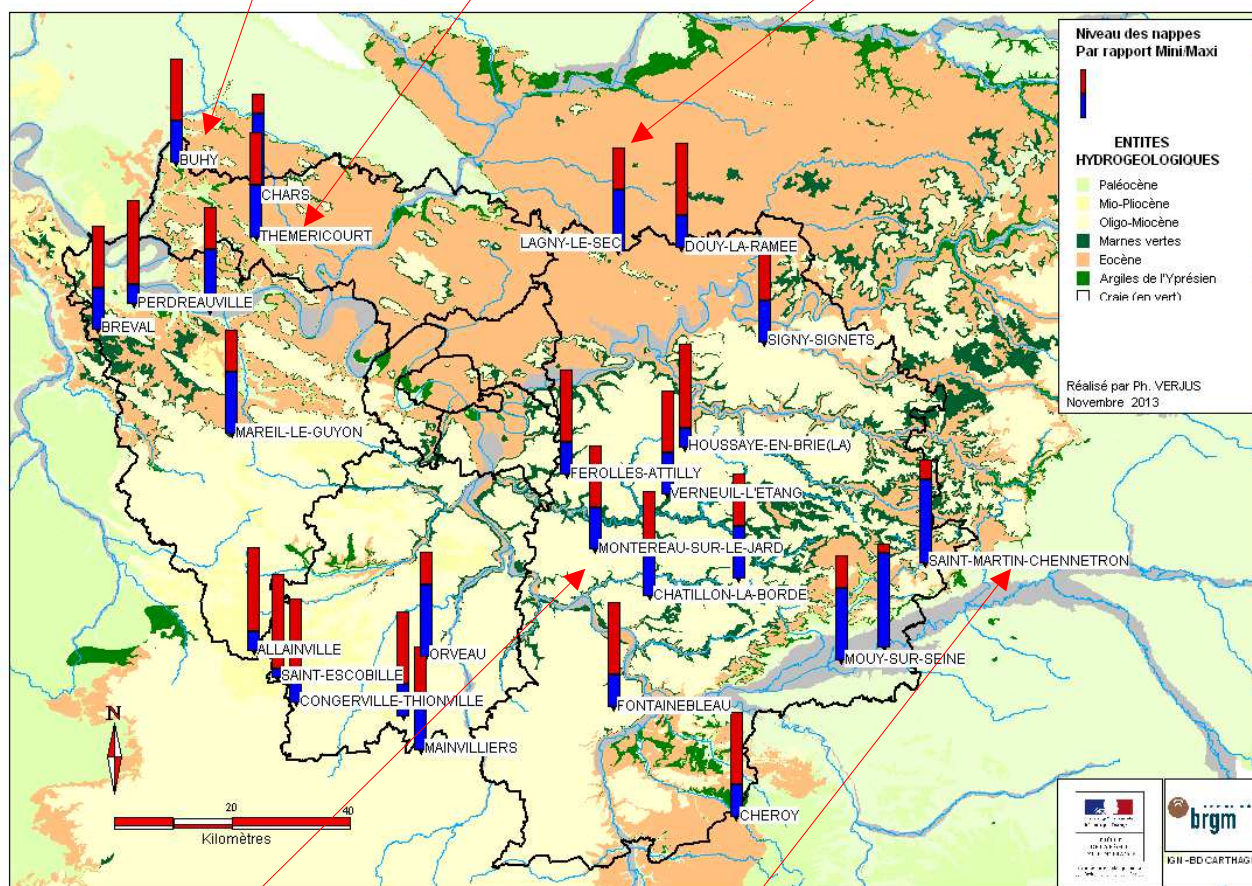 Niveau des nappes
Par rapport Mini/Maxi
ENTITES
HYDROGEOLOGIQUES
Paléocène
Mio-Pliocène
Oligo-Miocène
Marnes vertes
Eocène
Argiles de l'Yprésien
Craie (en vert)
Réalisé par Ph. VERJUS
Novembre 2013
BUHY
CHARS
THEMERICOURT
LAGNY-LE-SEC
DOUY-LA-RAMEE
PERDREAUVILLE
BREVAL
SIGNY-SIGNETS
MAREIL-LE-GUYON
HOUSSAYE-EN-BRIE(LA)
FEROLLES-ATTILLY
VERNEUIL-L'ETANG
MONTEREAU-SUR-LE-JARD
SAINT-MARTIN-CHENNETRON
CHATILLON-LA-BORDE
ALLAINVILLE
ORVEAU
MOUY-SUR-SEINE
SAINT-ESCOBILLE
CONGERVILLE-THIONVILLE
FONTAINEBLEAU
N
MAINVILLIERS
20
40
Kilomètres
CHEROY
brgm
IGN-BD CARTHAGE